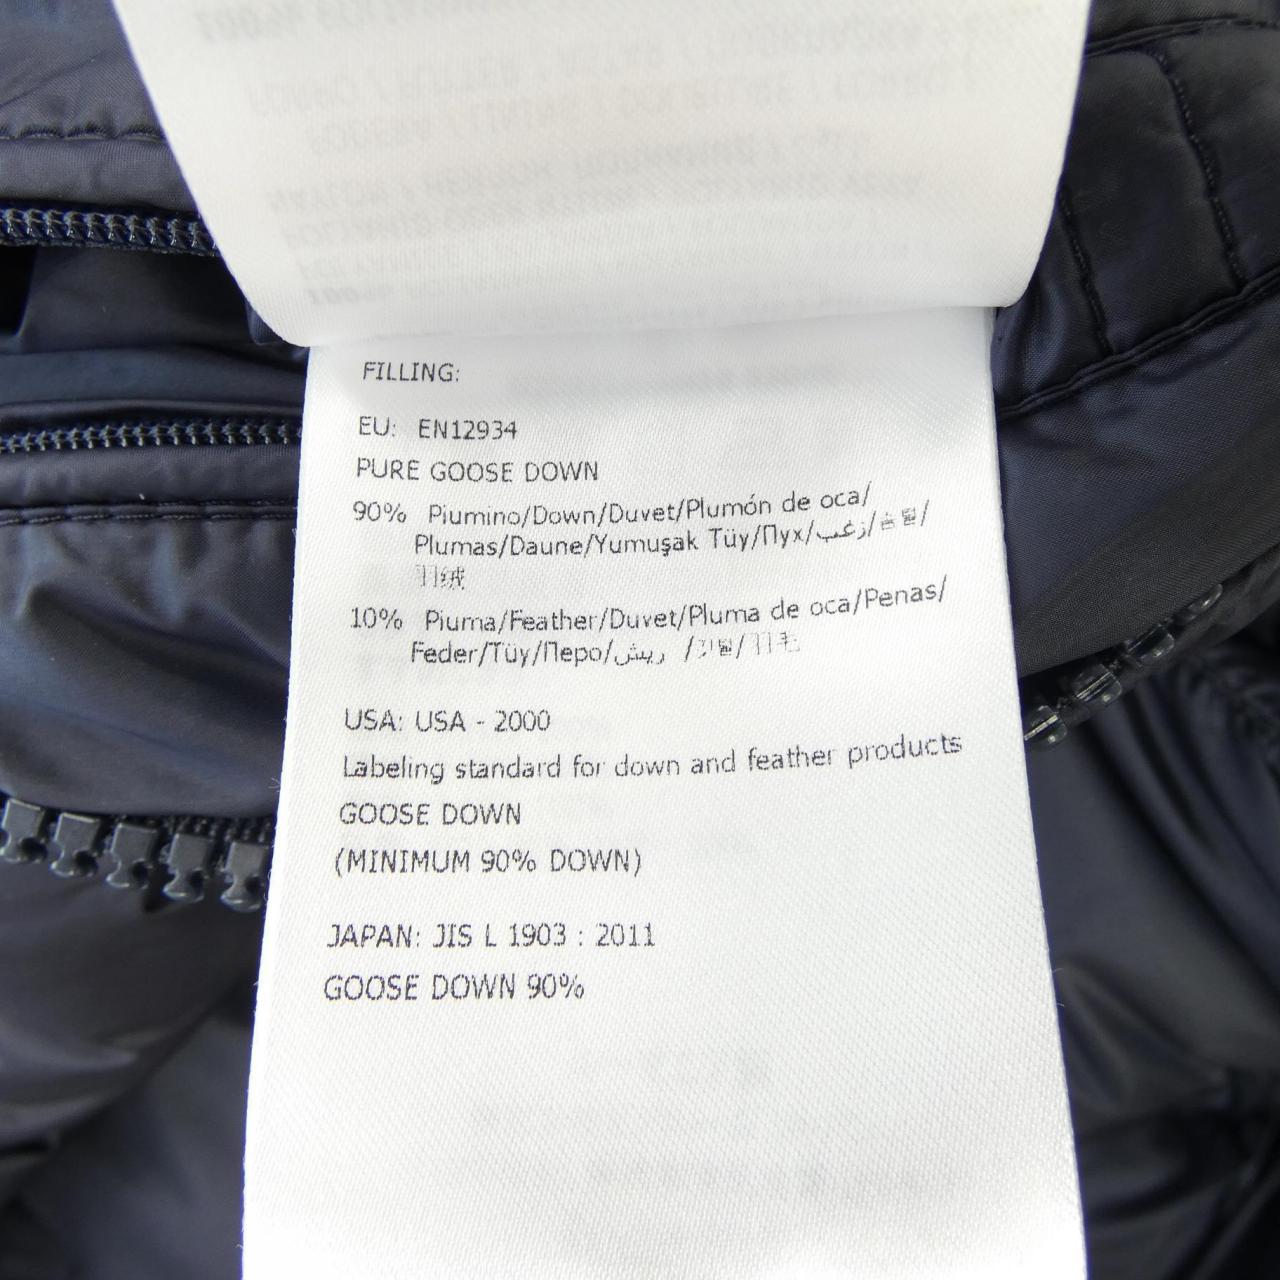 FILLING:
EU: EN12934
PURE GOOSE DOWN
90% Piumino/Down/Duvet/Plumón de oca/
Plumas/Daune/Yumuşak Tüy/Пух/زغب/솜털/
羽绒
10% Piuma/Feather/Duvet/Pluma de oca/Penas/
Feder/Tüy/Перо/ريش /깃털/羽毛
USA: USA - 2000
Labeling standard for down and feather products
GOOSE DOWN
(MINIMUM 90% DOWN)
JAPAN: JIS L 1903 : 2011
GOOSE DOWN 90%